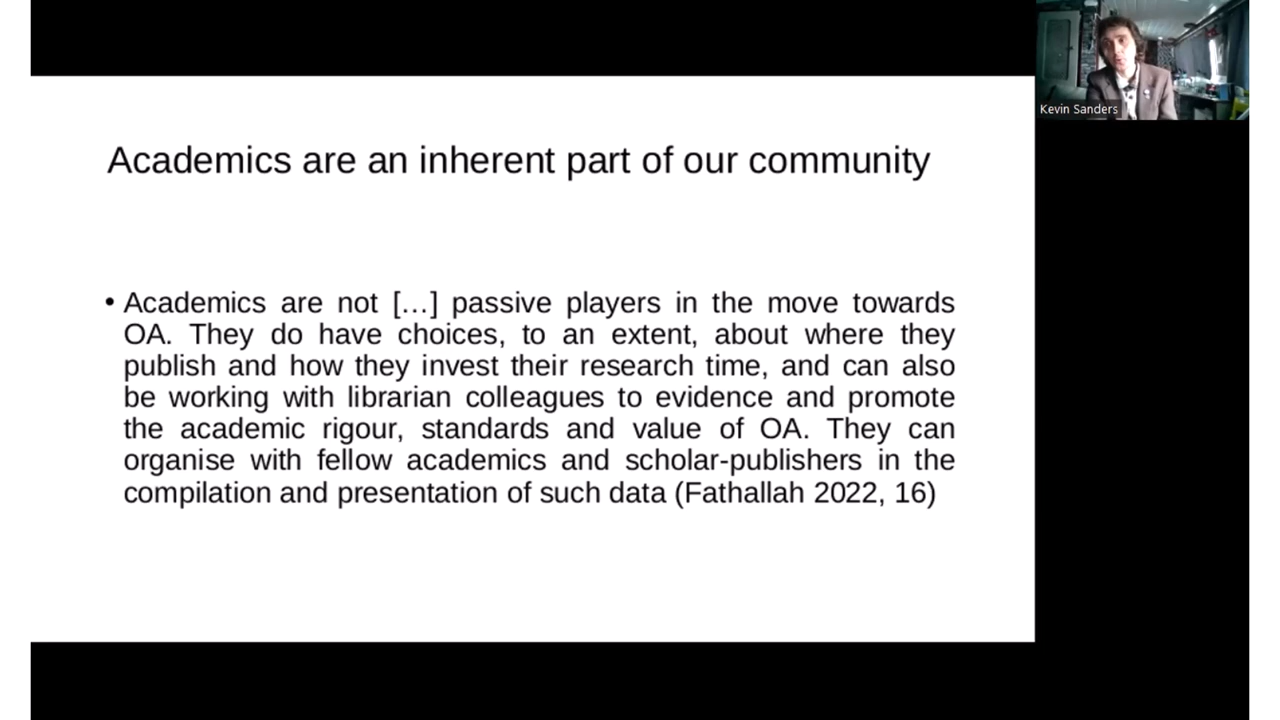 Academics are an inherent part of our community
• Academics are not […] passive players in the move towards
OA. They do have choices, to an extent, about where they
publish and how they invest their research time, and can also
be working with librarian colleagues to evidence and promote
the academic rigour, standards and value of OA. They can
organise with fellow academics and scholar-publishers in the
compilation and presentation of such data (Fathallah 2022, 16)
Kevin Sanders